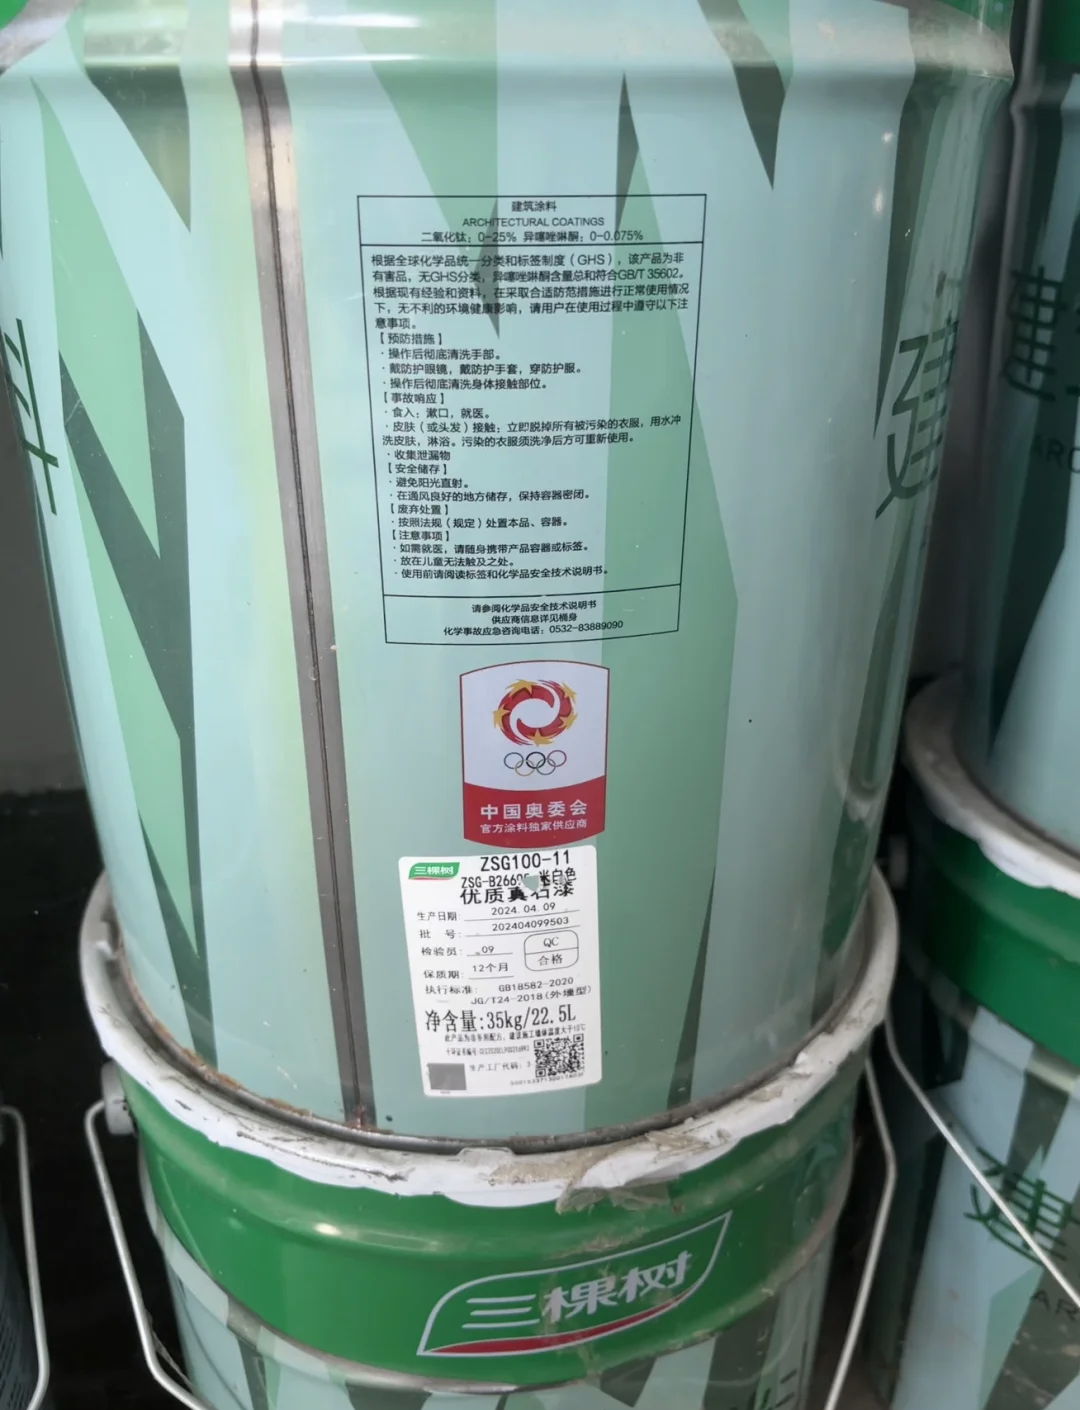 建筑涂料
ARCHITECTURAL COATINGS
二氧化钛：0-25% 异噻唑啉酮：0-0.075%
根据全球化学品统一分类和标签制度（GHS），该产品为非
有害品，无GHS分类，异噻唑啉酮含量总和符合GB/T 35602。
根据现有经验和资料，在采取合适防范措施进行正常使用情况
下，无不利的环境健康影响，请用户在使用过程中遵守以下注
意事项。
【预防措施】
·操作后彻底清洗手部。
·戴防护眼镜，戴防护手套，穿防护服。
·操作后彻底清洗身体接触部位。
【事故响应】
·食入：漱口，就医。
·皮肤（或头发）接触：立即脱掉所有被污染的衣服，用水冲
洗皮肤，淋浴。污染的衣服须洗净后方可重新使用。
·收集泄漏物
【安全储存】
·避免阳光直射。
·在通风良好的地方储存，保持容器密闭。
【废弃处置】
·按照法规（规定）处置本品、容器。
【注意事项】
·如需就医，请随身携带产品容器或标签。
·放在儿童无法触及之处。
·使用前请阅读标签和化学品安全技术说明书。
请参阅化学品安全技术说明书
供应商信息详见桶身
化学事故应急咨询电话：0532-83889090
中国奥委会
官方涂料独家供应商
三棵树
ZSG100-11
米白色
优质真石漆
生产日期：2024.04.09
批 号：202404099503
检验员：09
QC
合格
保质期：12个月
执行标准：GB18582-2020
JG/T24-2018(外墙型)
净含量:35kg/22.5L
生产工厂代码：3
三棵树
建
建
ARC
建
AR